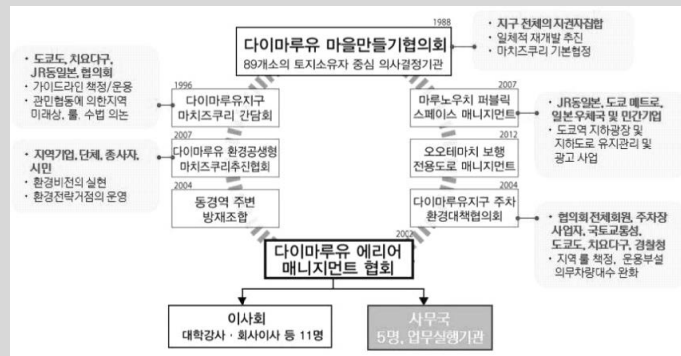 1988
다이마루유 마을만들기협의회
89개소의 토지소유자 중심 의사결정기관
• 지구 전체의 지권자집합
• 일체적 재개발 추진
• 마치즈쿠리 기본협정
• 도쿄도, 치요다구,
JR동일본, 협의회
• 가이드라인 책정/운용
• 관민협동에 의한지역
미래상, 룰, 수법 의논
1996
다이마루유지구
마치즈쿠리 간담회
2007
마루노우치 퍼블릭
스페이스 매니지먼트
• JR동일본, 도쿄 메트로,
일본 우체국 및 민간기업
• 도쿄역 지하광장 및
지하도로 유지관리 및
광고 사업
• 지역기업, 단체, 종사자,
시민
• 환경비전의 실현
• 환경전략거점의 운영
2007
다이마루유 환경공생형
마치즈쿠리추진협회
2012
오오테마치 보행
전용도로 매니지먼트
2004
동경역 주변
방재조합
2004
다이마루유지구 주차
환경대책협의회
• 협의회 전체회원, 주차장
사업자, 국토교통성,
도쿄도, 치요다구, 경찰청
• 지역 룰 책정, 운용부설
의무차량대수 완화
2002
다이마루유 에리어
매니지먼트 협회
이사회
대학강사 · 회사이사 등 11명
사무국
5명, 업무실행기관